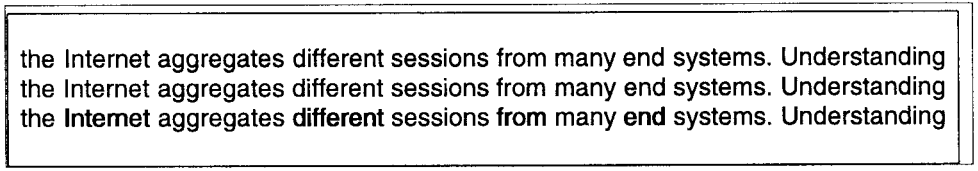 the Internet aggregates different sessions from many end systems. Understanding
the Internet aggregates different sessions from many end systems. Understanding
the Internet aggregates different sessions from many end systems. Understanding